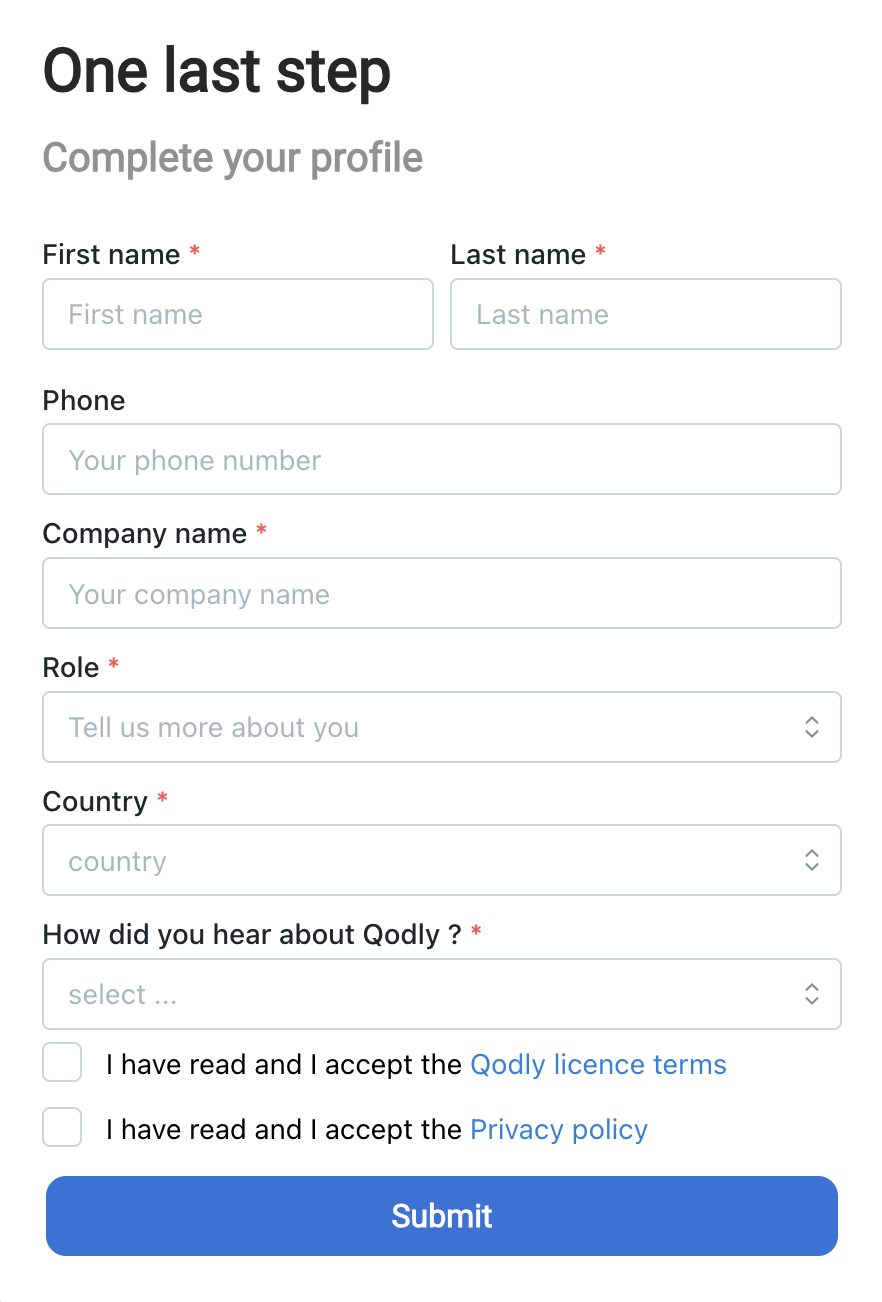 One last step
Complete your profile
First name * Last name *
First name Last name
Phone
Your phone number
Company name *
Your company name
Role *
Tell us more about you
Country *
country
How did you hear about Qodly ? *
select ...
I have read and I accept the Qodly licence terms
I have read and I accept the Privacy policy
Submit